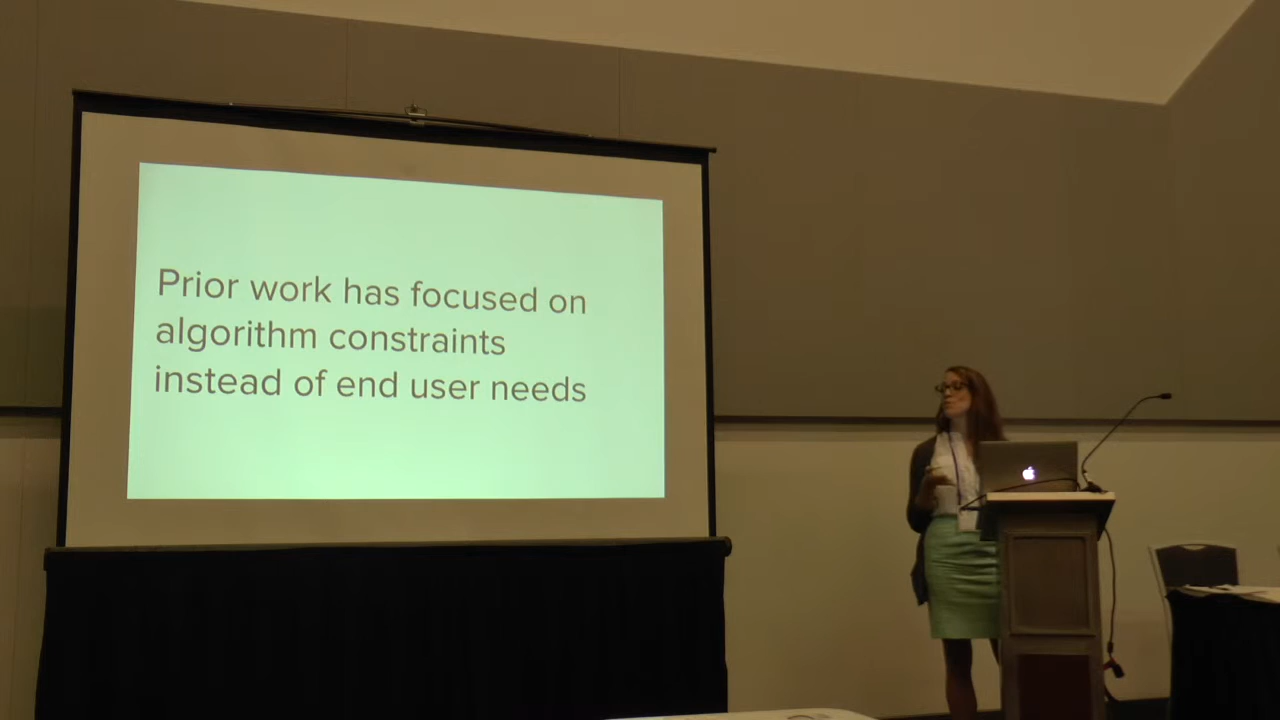 Prior work has focused on
algorithm constraints
instead of end user needs